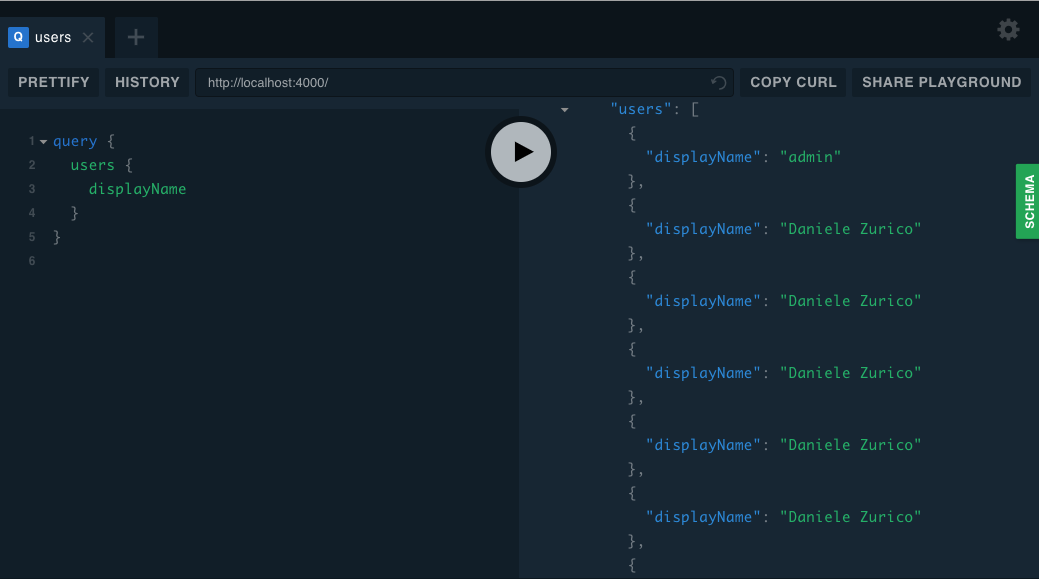 Q users
PRETTIFY HISTORY http://localhost:4000/ COPY CURL SHARE PLAYGROUND
1 query {
2 users {
3 displayName
4 }
5 }
6
"users": [
{
"displayName": "admin"
},
{
"displayName": "Daniele Zurico"
},
{
"displayName": "Daniele Zurico"
},
{
"displayName": "Daniele Zurico"
},
{
"displayName": "Daniele Zurico"
},
{
"displayName": "Daniele Zurico"
},
{
SCHEMA